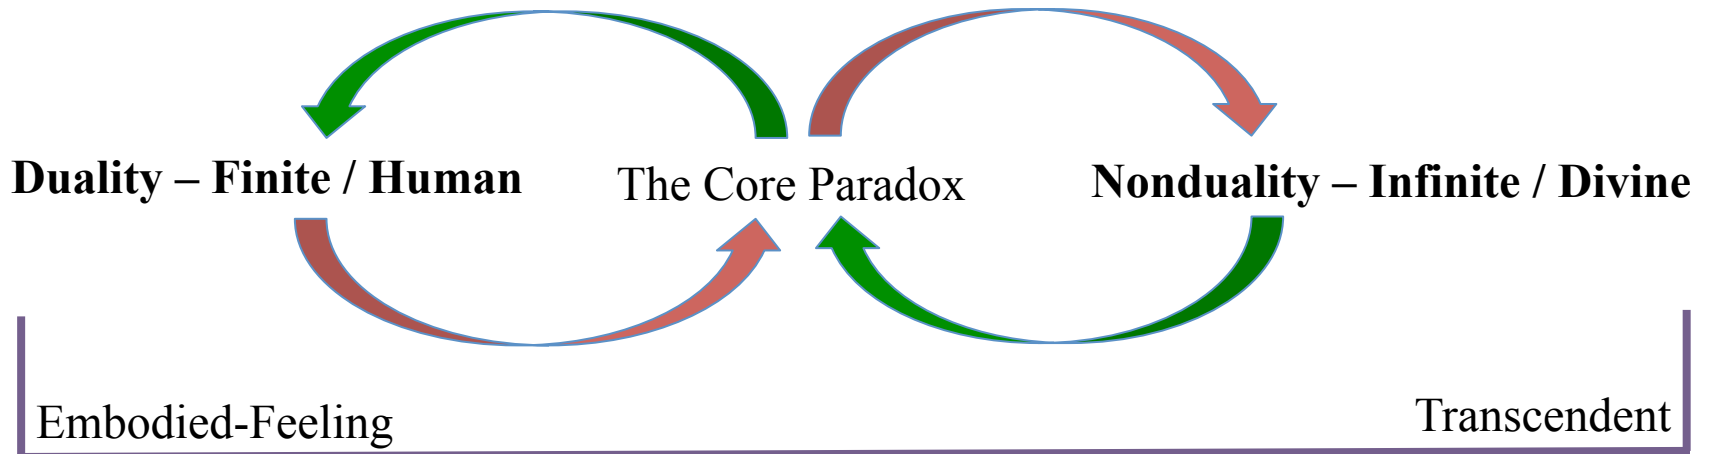 Duality – Finite / Human
The Core Paradox
Nonduality – Infinite / Divine
Embodied-Feeling
Transcendent